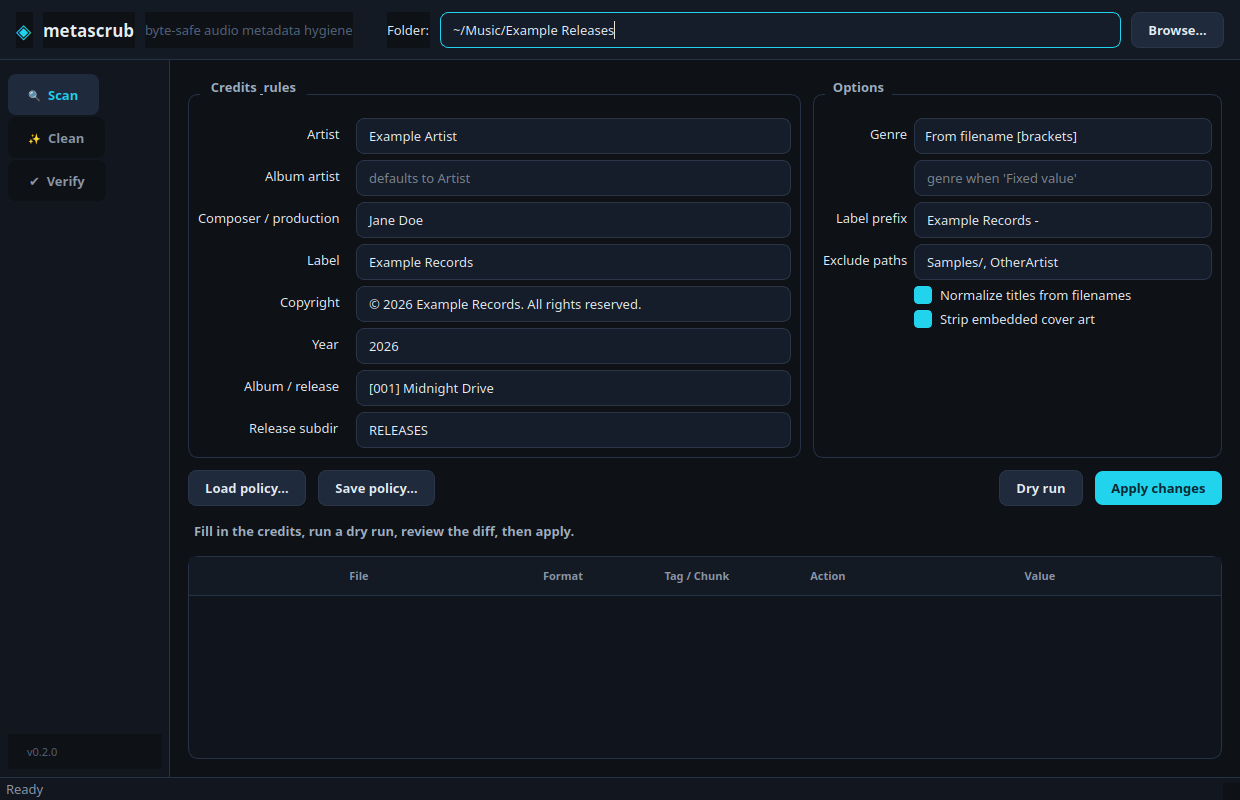 metascrub byte-safe audio metadata hygiene Folder: ~/Music/Example Releases Browse...
Scan
Clean
Verify
v0.2.0
Credits _rules
Artist Example Artist
Album artist defaults to Artist
Composer / production Jane Doe
Label Example Records
Copyright © 2026 Example Records. All rights reserved.
Year 2026
Album / release [001] Midnight Drive
Release subdir RELEASES
Options
Genre From filename [brackets]
genre when 'Fixed value'
Label prefix Example Records -
Exclude paths Samples/, OtherArtist
Normalize titles from filenames
Strip embedded cover art
Load policy... Save policy... Dry run Apply changes
Fill in the credits, run a dry run, review the diff, then apply.
File Format Tag / Chunk Action Value
Ready